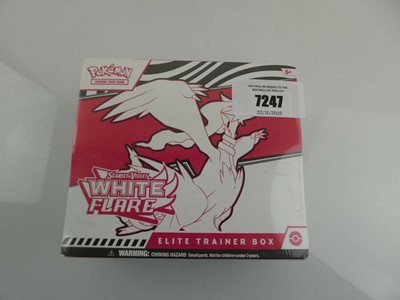 POKÉMON
TRADING CARD GAME
6+
VAT WILL BE ADDED TO THE
BID PRICE OF THIS LOT
7247
22/11/2025
SCARLET & VIOLET
WHITE
FLARE
ELITE TRAINER BOX
WARNING: CHOKING HAZARD Small parts. Not for children under 3 years.